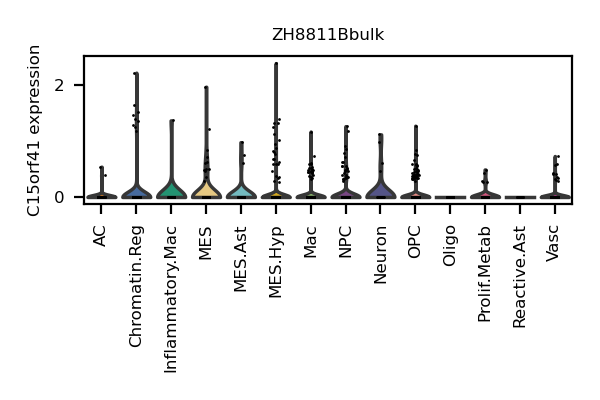 ZH8811Bbulk
C15orf41 expression
2
0
AC
Chromatin.Reg
Inflammatory.Mac
MES
MES.Ast
MES.Hyp
Mac
NPC
Neuron
OPC
Oligo
Prolif.Metab
Reactive.Ast
Vasc